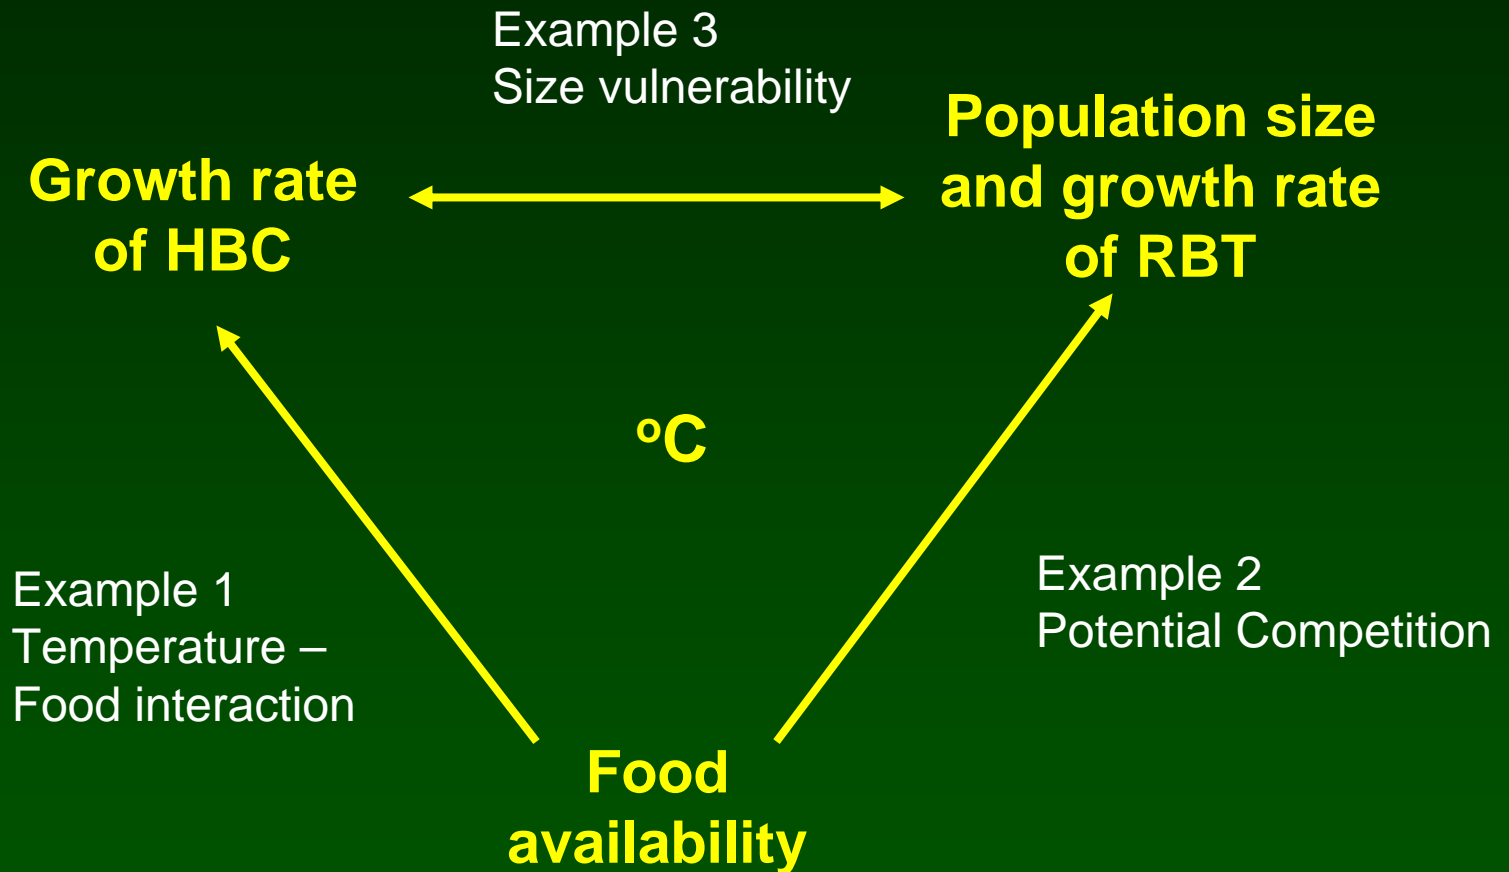 Example 3
Size vulnerability
Population size
and growth rate
of RBT
Growth rate
of HBC
ºC
Example 1
Temperature –
Food interaction
Example 2
Potential Competition
Food
availability